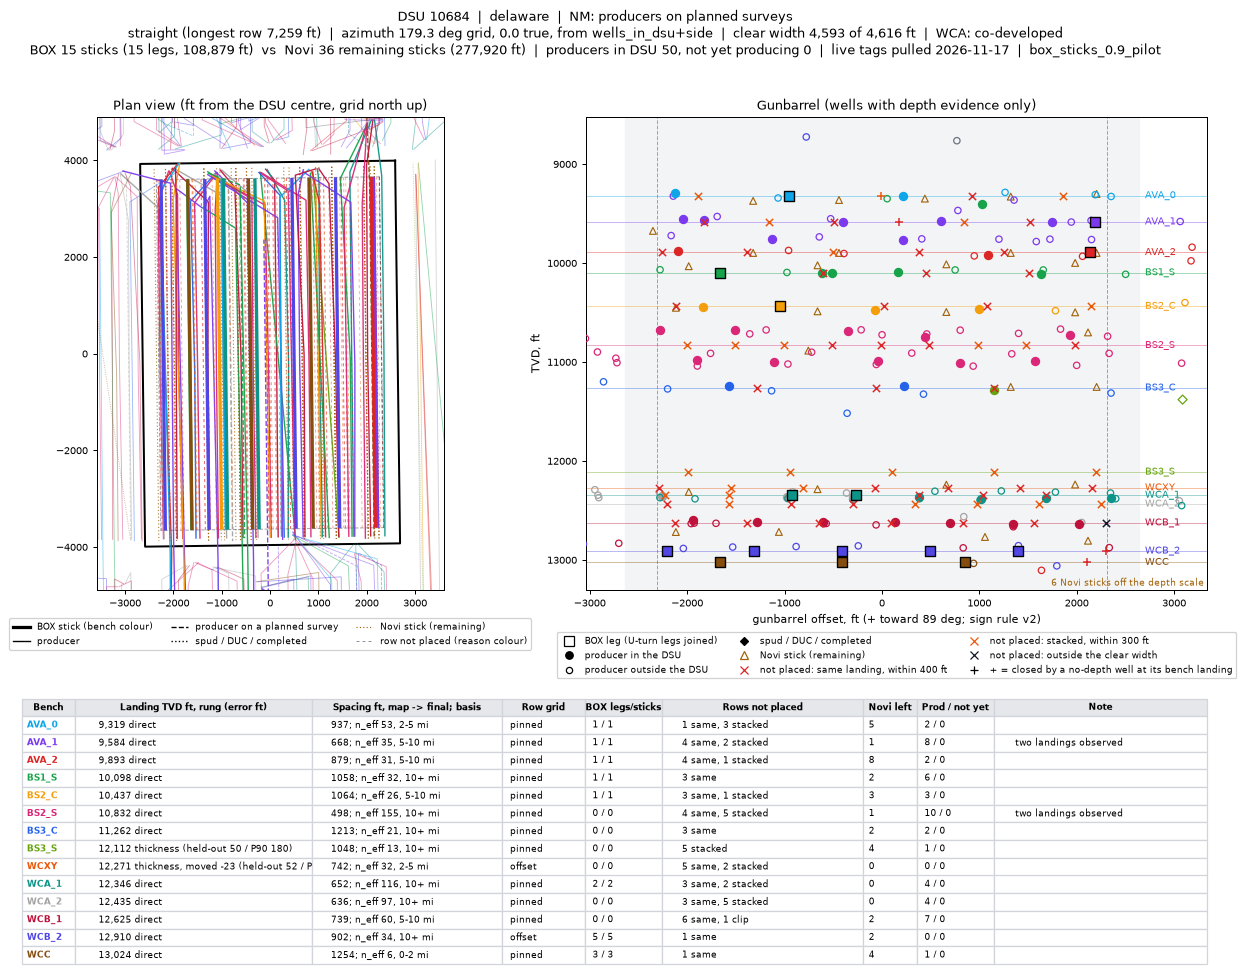 DSU 10684 | delaware | NM: producers on planned surveys
straight (longest row 7,259 ft) | azimuth 179.3 deg grid, 0.0 true, from wells_in_dsu+side | clear width 4,593 of 4,616 ft | WCA: co-developed
BOX 15 sticks (15 legs, 108,879 ft) vs Novi 36 remaining sticks (277,920 ft) | producers in DSU 50, not yet producing 0 | live tags pulled 2026-11-17 | box_sticks_0.9_pilot
Plan view (ft from the DSU centre, grid north up)
4000
2000
0
−2000
−4000
−3000 −2000 −1000 0 1000 2000 3000
BOX stick (bench colour)
producer
producer on a planned survey
spud / DUC / completed
Novi stick (remaining)
row not placed (reason colour)
Gunbarrel (wells with depth evidence only)
TVD, ft
9000
10000
11000
12000
13000
AVA_0
AVA_1
AVA_2
BS1_S
BS2_C
BS2_S
BS3_C
BS3_S
WCXY
WCA_1
WCB_1
WCB_2
WCC
6 Novi sticks off the depth scale
−3000 −2000 −1000 0 1000 2000 3000
gunbarrel offset, ft (+ toward 89 deg; sign rule v2)
BOX leg (U-turn legs joined)
producer in the DSU
producer outside the DSU
spud / DUC / completed
Novi stick (remaining)
not placed: same landing, within 400 ft
not placed: stacked, within 300 ft
not placed: outside the clear width
+ = closed by a no-depth well at its bench landing
Bench Landing TVD ft, rung (error ft) Spacing ft, map -> final; basis Row grid BOX legs/sticks Rows not placed Novi left Prod / not yet Note
AVA_0 9,319 direct 937; n_eff 53, 2-5 mi pinned 1 / 1 1 same, 3 stacked 5 2 / 0
AVA_1 9,584 direct 668; n_eff 35, 5-10 mi pinned 1 / 1 4 same, 2 stacked 1 8 / 0 two landings observed
AVA_2 9,893 direct 879; n_eff 31, 5-10 mi pinned 1 / 1 4 same, 1 stacked 8 2 / 0
BS1_S 10,098 direct 1058; n_eff 32, 10+ mi pinned 1 / 1 3 same 2 6 / 0
BS2_C 10,437 direct 1064; n_eff 26, 5-10 mi pinned 1 / 1 3 same, 1 stacked 3 3 / 0
BS2_S 10,832 direct 498; n_eff 155, 10+ mi pinned 0 / 0 4 same, 5 stacked 1 10 / 0 two landings observed
BS3_C 11,262 direct 1213; n_eff 21, 10+ mi pinned 0 / 0 3 same 2 2 / 0
BS3_S 12,112 thickness (held-out 50 / P90 180) 1048; n_eff 13, 10+ mi pinned 0 / 0 5 stacked 4 1 / 0
WCXY 12,271 thickness, moved -23 (held-out 52 / P 742; n_eff 32, 2-5 mi offset 0 / 0 5 same, 2 stacked 0 0 / 0
WCA_1 12,346 direct 652; n_eff 116, 10+ mi pinned 2 / 2 3 same, 2 stacked 0 4 / 0
WCA_2 12,435 direct 636; n_eff 97, 10+ mi pinned 0 / 0 3 same, 5 stacked 0 4 / 0
WCB_1 12,625 direct 739; n_eff 60, 5-10 mi pinned 0 / 0 6 same, 1 clip 2 7 / 0
WCB_2 12,910 direct 902; n_eff 34, 10+ mi offset 5 / 5 1 same 2 0 / 0
WCC 13,024 direct 1254; n_eff 6, 0-2 mi pinned 3 / 3 1 same 4 1 / 0